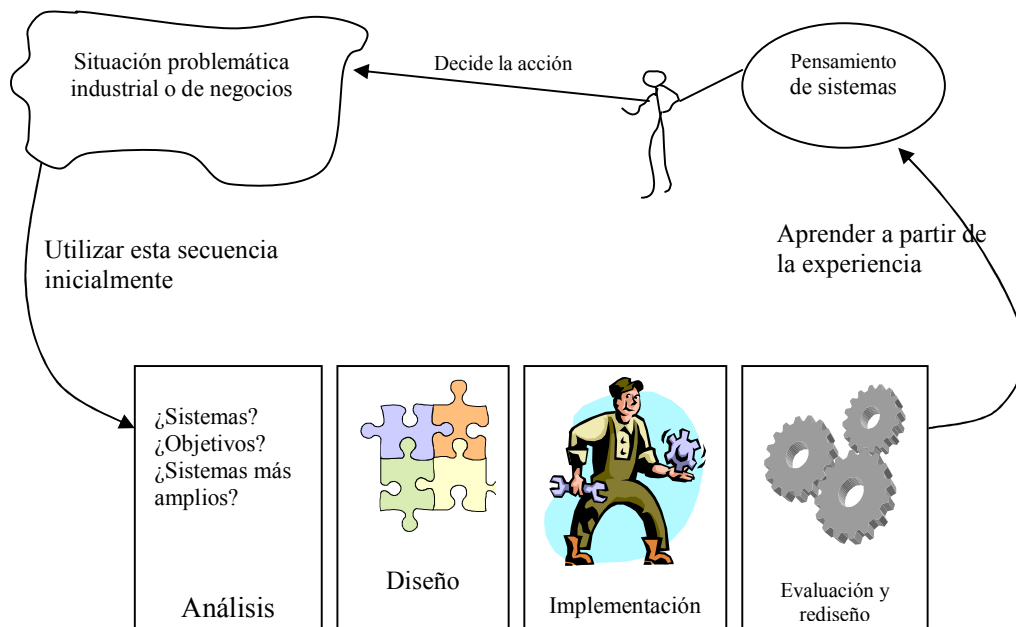 Situación problemática
industrial o de negocios
Decide la acción
Pensamiento
de sistemas
Utilizar esta secuencia
inicialmente
Aprender a partir de
la experiencia
¿Sistemas?
¿Objetivos?
¿Sistemas más
amplios?
Análisis
Diseño
Implementación
Evaluación y
rediseño